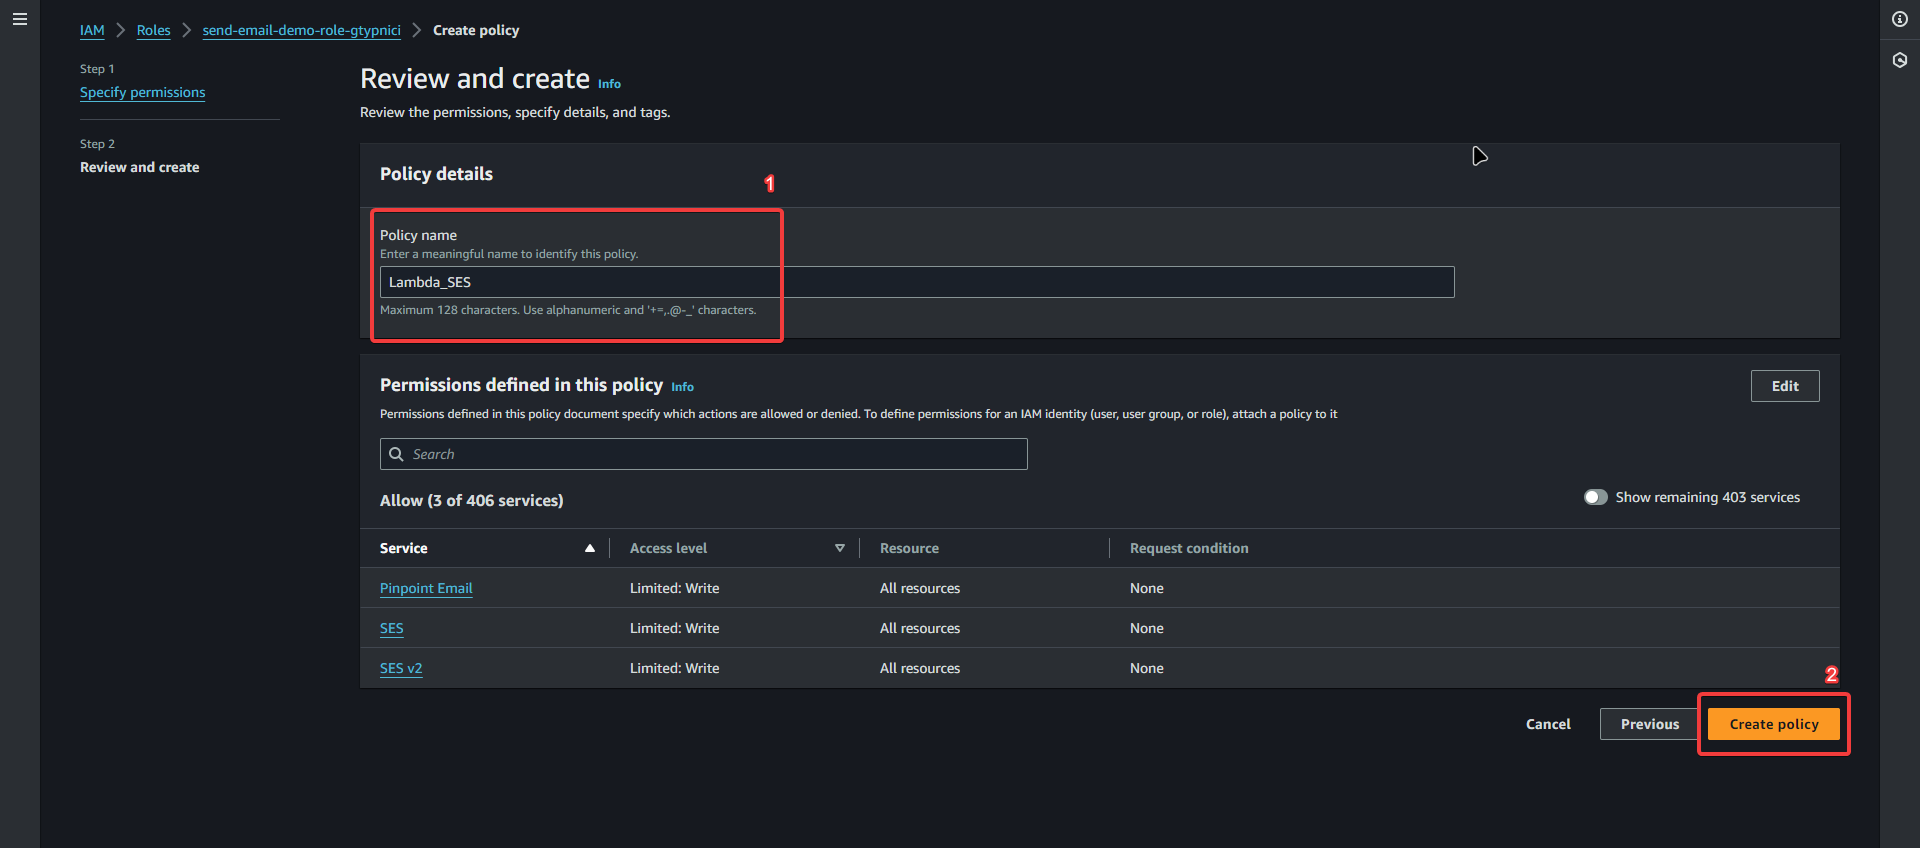 IAM > Roles > send-email-demo-role-gtypnici > Create policy
Step 1
Specify permissions
Step 2
Review and create
Review and create Info
Review the permissions, specify details, and tags.
Policy details
1
Policy name
Enter a meaningful name to identify this policy.
Lambda_SES
Maximum 128 characters. Use alphanumeric and '+=,.@-_' characters.
Permissions defined in this policy Info
Edit
Permissions defined in this policy document specify which actions are allowed or denied. To define permissions for an IAM identity (user, user group, or role), attach a policy to it
Search
Allow (3 of 406 services)
Show remaining 403 services
Service Access level Resource Request condition
Pinpoint Email Limited: Write All resources None
SES Limited: Write All resources None
SES v2 Limited: Write All resources None
2
Cancel Previous Create policy